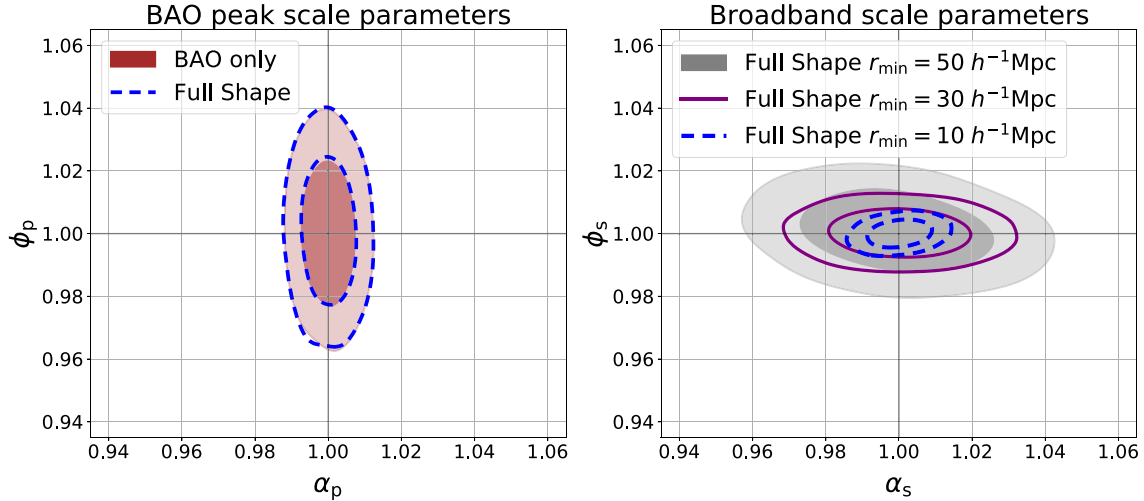 BAO peak scale parameters
BAO only
Full Shape
1.06
1.04
1.02
1.00
0.98
0.96
0.94
ϕp
0.94 0.96 0.98 1.00 1.02 1.04 1.06
αp
Broadband scale parameters
Full Shape rmin = 50 h⁻¹Mpc
Full Shape rmin = 30 h⁻¹Mpc
Full Shape rmin = 10 h⁻¹Mpc
1.06
1.04
1.02
1.00
0.98
0.96
0.94
ϕs
0.94 0.96 0.98 1.00 1.02 1.04 1.06
αs